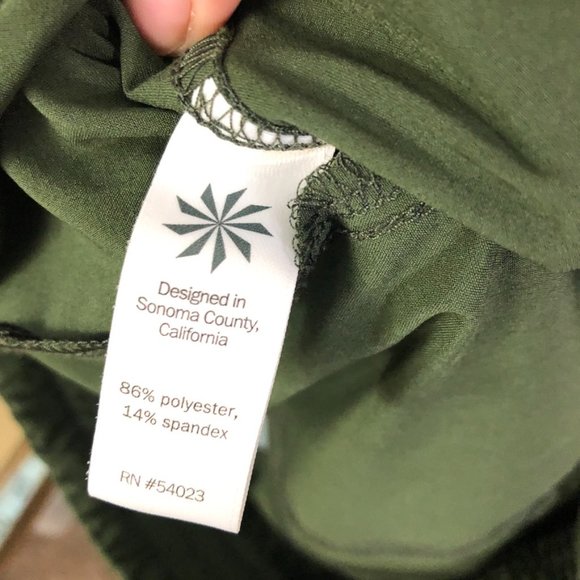 Designed in
Sonoma County,
California
86% polyester,
14% spandex
RN #54023